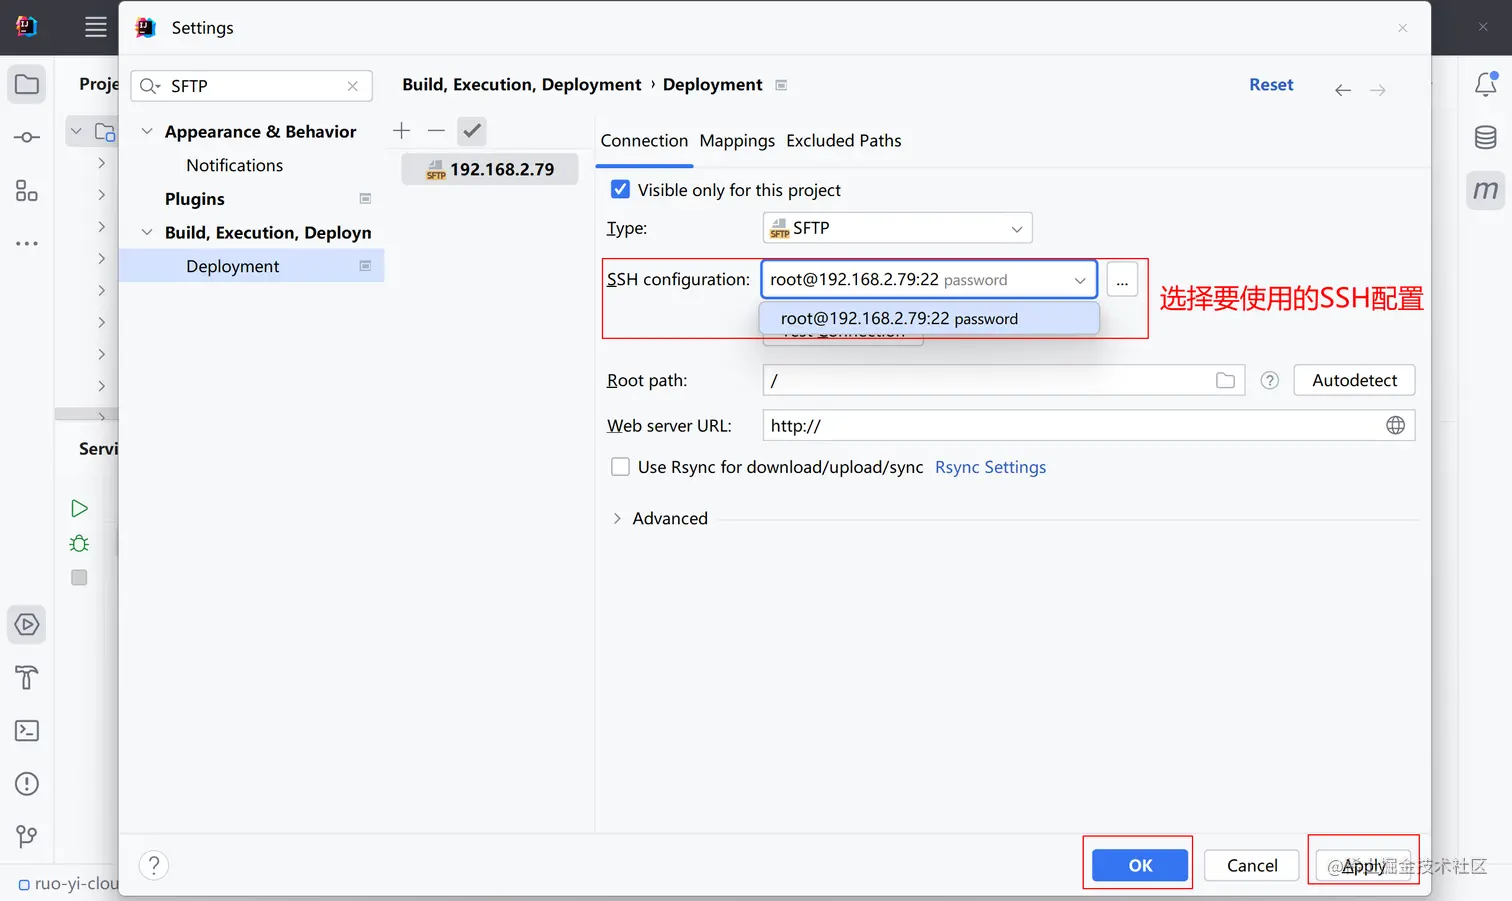 Settings
Proje
SFTP
Build, Execution, Deployment › Deployment
Reset
Appearance & Behavior
Notifications
Plugins
Build, Execution, Deployn
Deployment
192.168.2.79
Connection Mappings Excluded Paths
Visible only for this project
Type: SFTP
SSH configuration: root@192.168.2.79:22 password
...
选择要使用的SSH配置
root@192.168.2.79:22 password
Test Connection
Root path: /
Autodetect
Web server URL: http://
Use Rsync for download/upload/sync Rsync Settings
Advanced
Servi
OK
Cancel
Apply
@稀土掘金技术社区
ruo-yi-clou